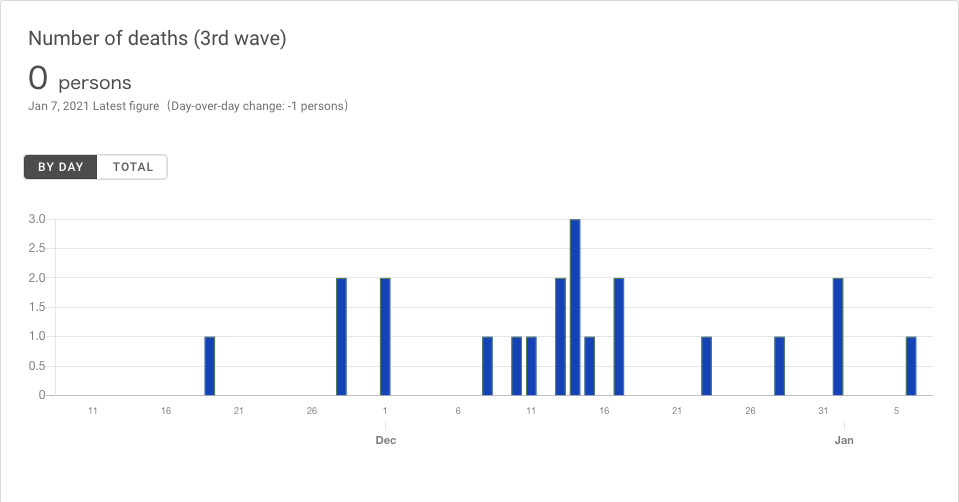 Number of deaths (3rd wave)
0 persons
Jan 7, 2021 Latest figure (Day-over-day change: -1 persons)
BY DAY TOTAL
3.0
2.5
2.0
1.5
1.0
0.5
0
11 16 21 26 1 6 11 16 21 26 31 5
Dec Jan